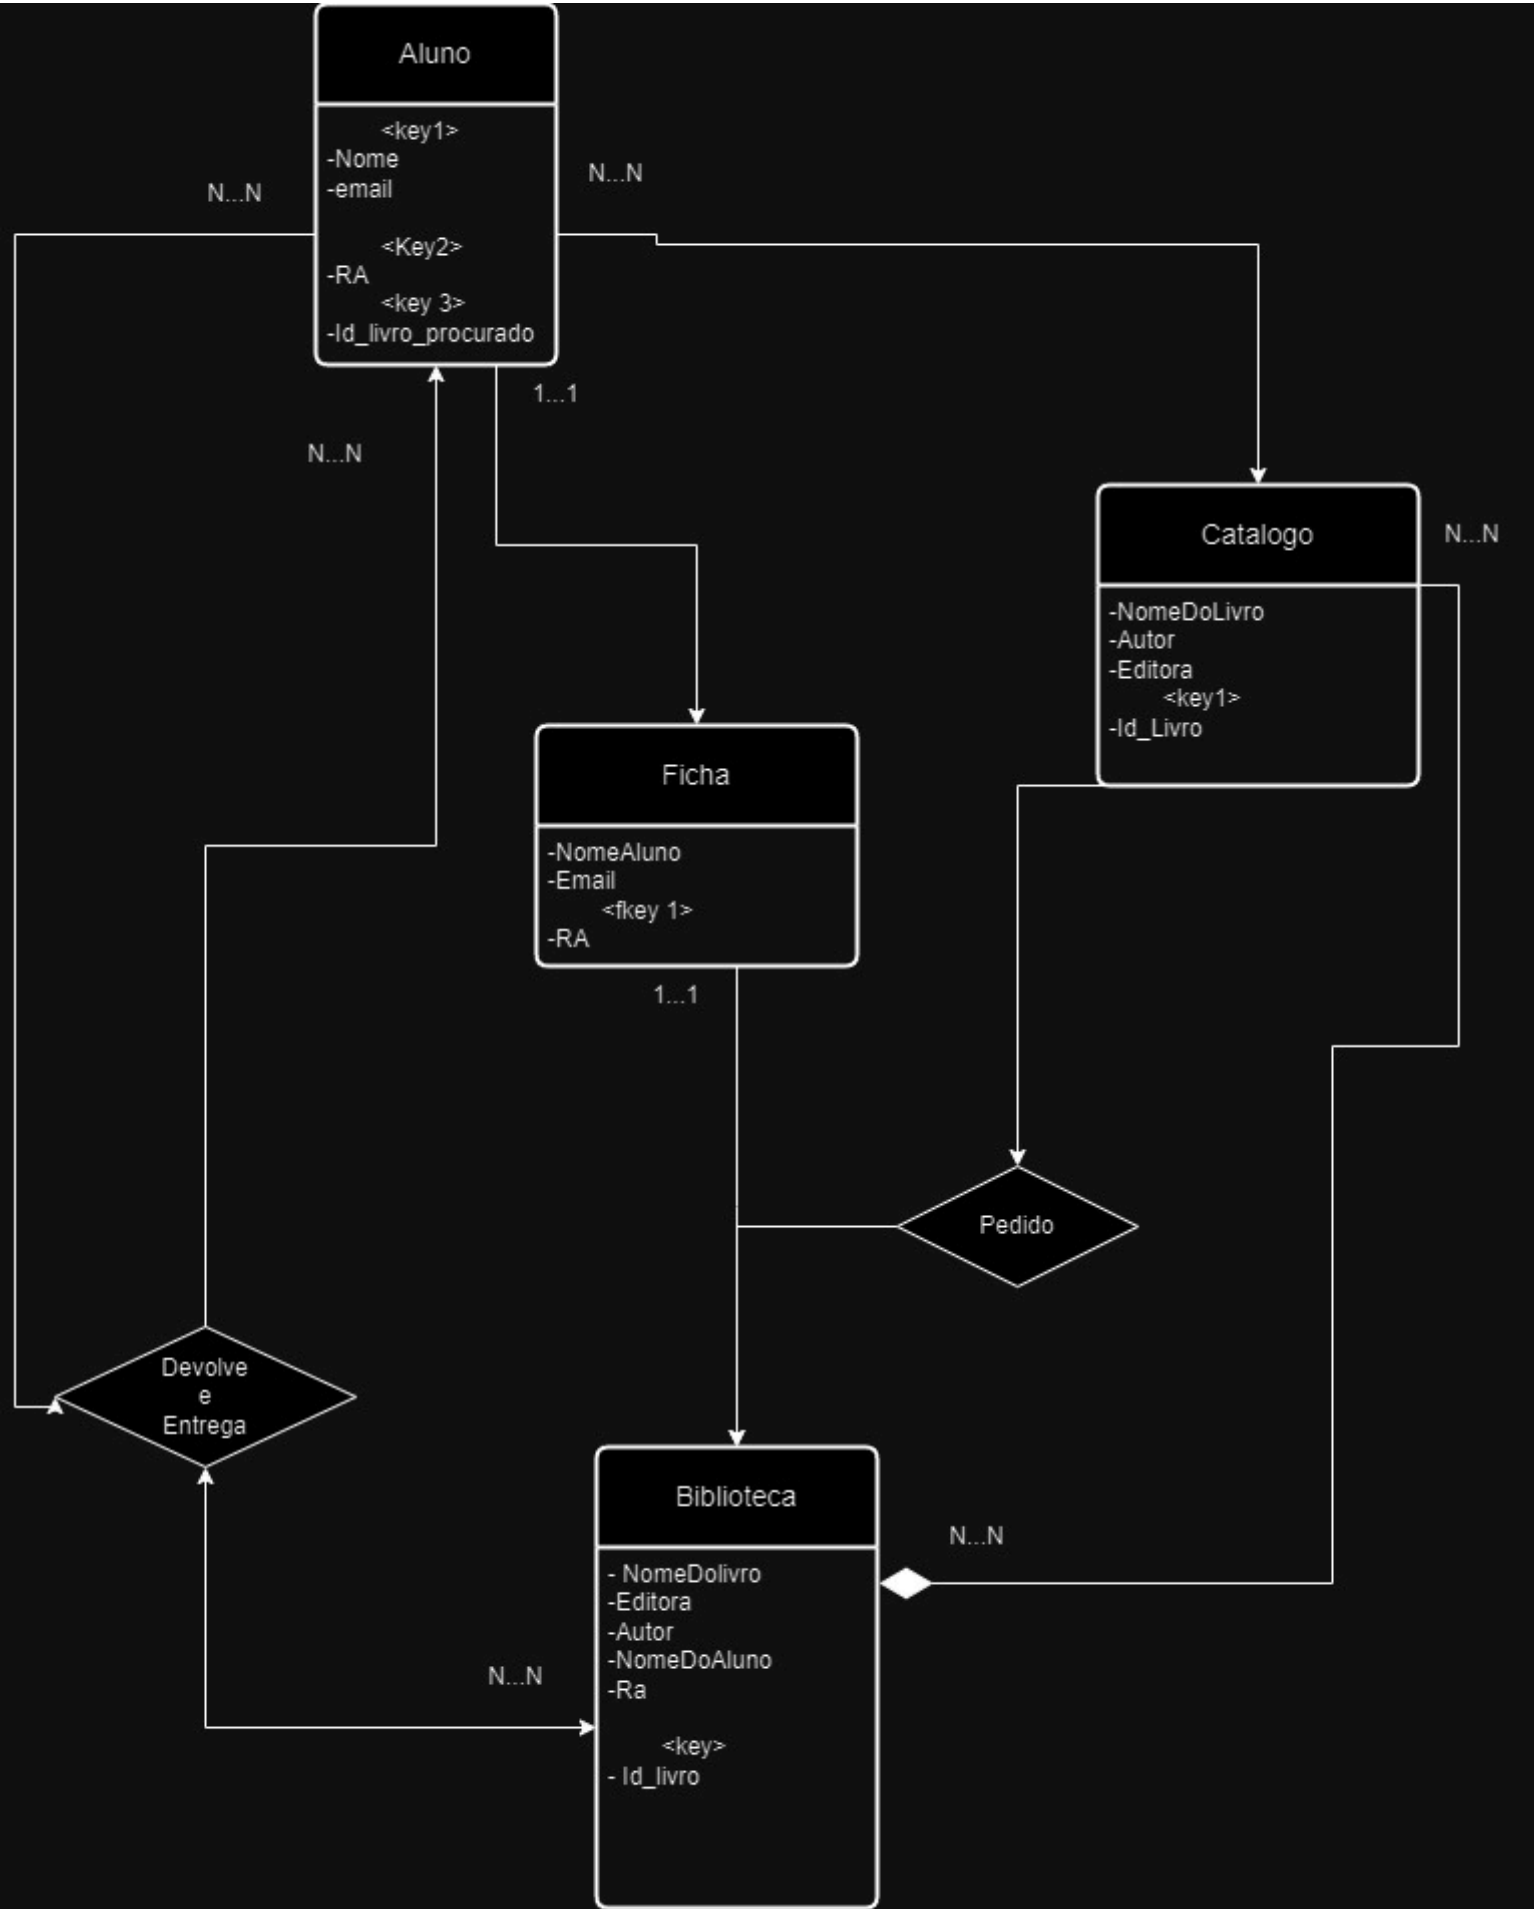 Aluno
<key1>
-Nome
-email
<Key2>
-RA
<key 3>
-Id_livro_procurado
N...N
N...N
1...1
N...N
Catalogo
N...N
-NomeDoLivro
-Autor
-Editora
<key1>
-Id_Livro
Ficha
-NomeAluno
-Email
<fkey 1>
-RA
1...1
Pedido
Devolve
e
Entrega
Biblioteca
- NomeDolivro
-Editora
-Autor
-NomeDoAluno
-Ra
<key>
- Id_livro
N...N
N...N